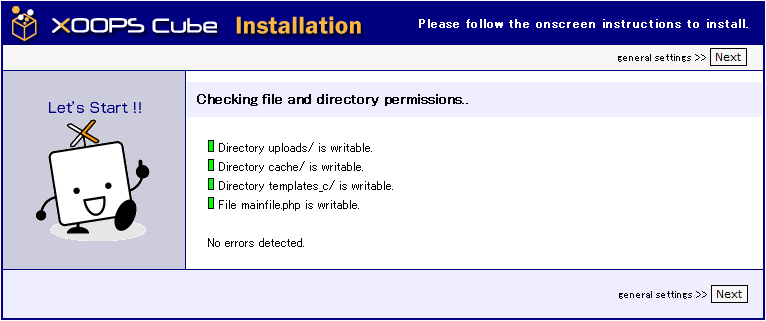 XOOPS Cube Installation Please follow the onscreen instructions to install.
general settings >> Next
Let's Start !!
Checking file and directory permissions..
Directory uploads/ is writable.
Directory cache/ is writable.
Directory templates_c/ is writable.
File mainfile.php is writable.
No errors detected.
general settings >> Next